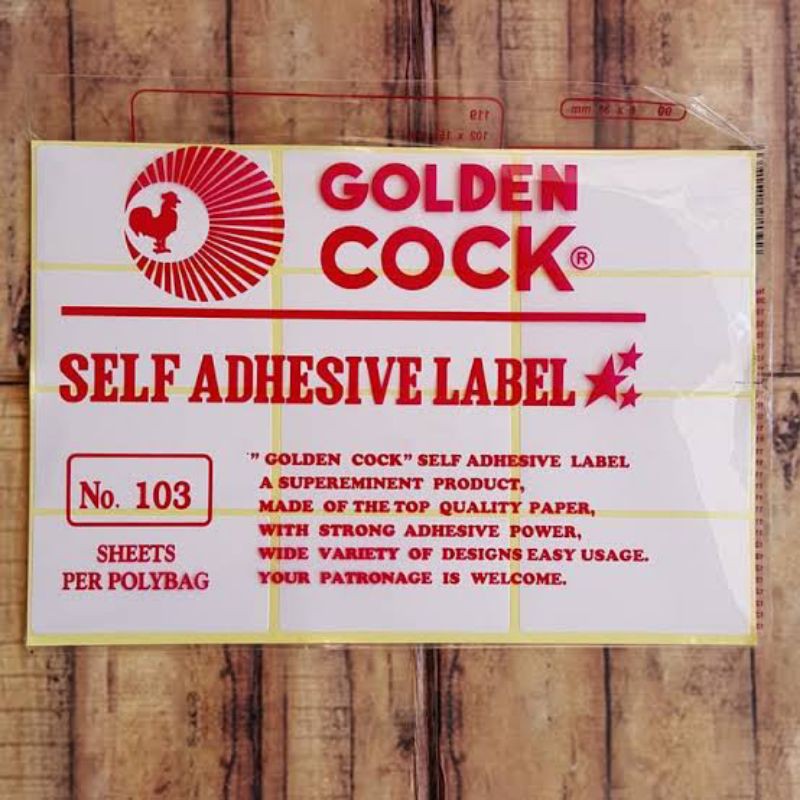 GOLDEN
COCK®
SELF ADHESIVE LABEL
No. 103
SHEETS
PER POLYBAG
" GOLDEN COCK" SELF ADHESIVE LABEL
A SUPEREMINENT PRODUCT,
MADE OF THE TOP QUALITY PAPER,
WITH STRONG ADHESIVE POWER,
WIDE VARIETY OF DESIGNS EASY USAGE.
YOUR PATRONAGE IS WELCOME.
119